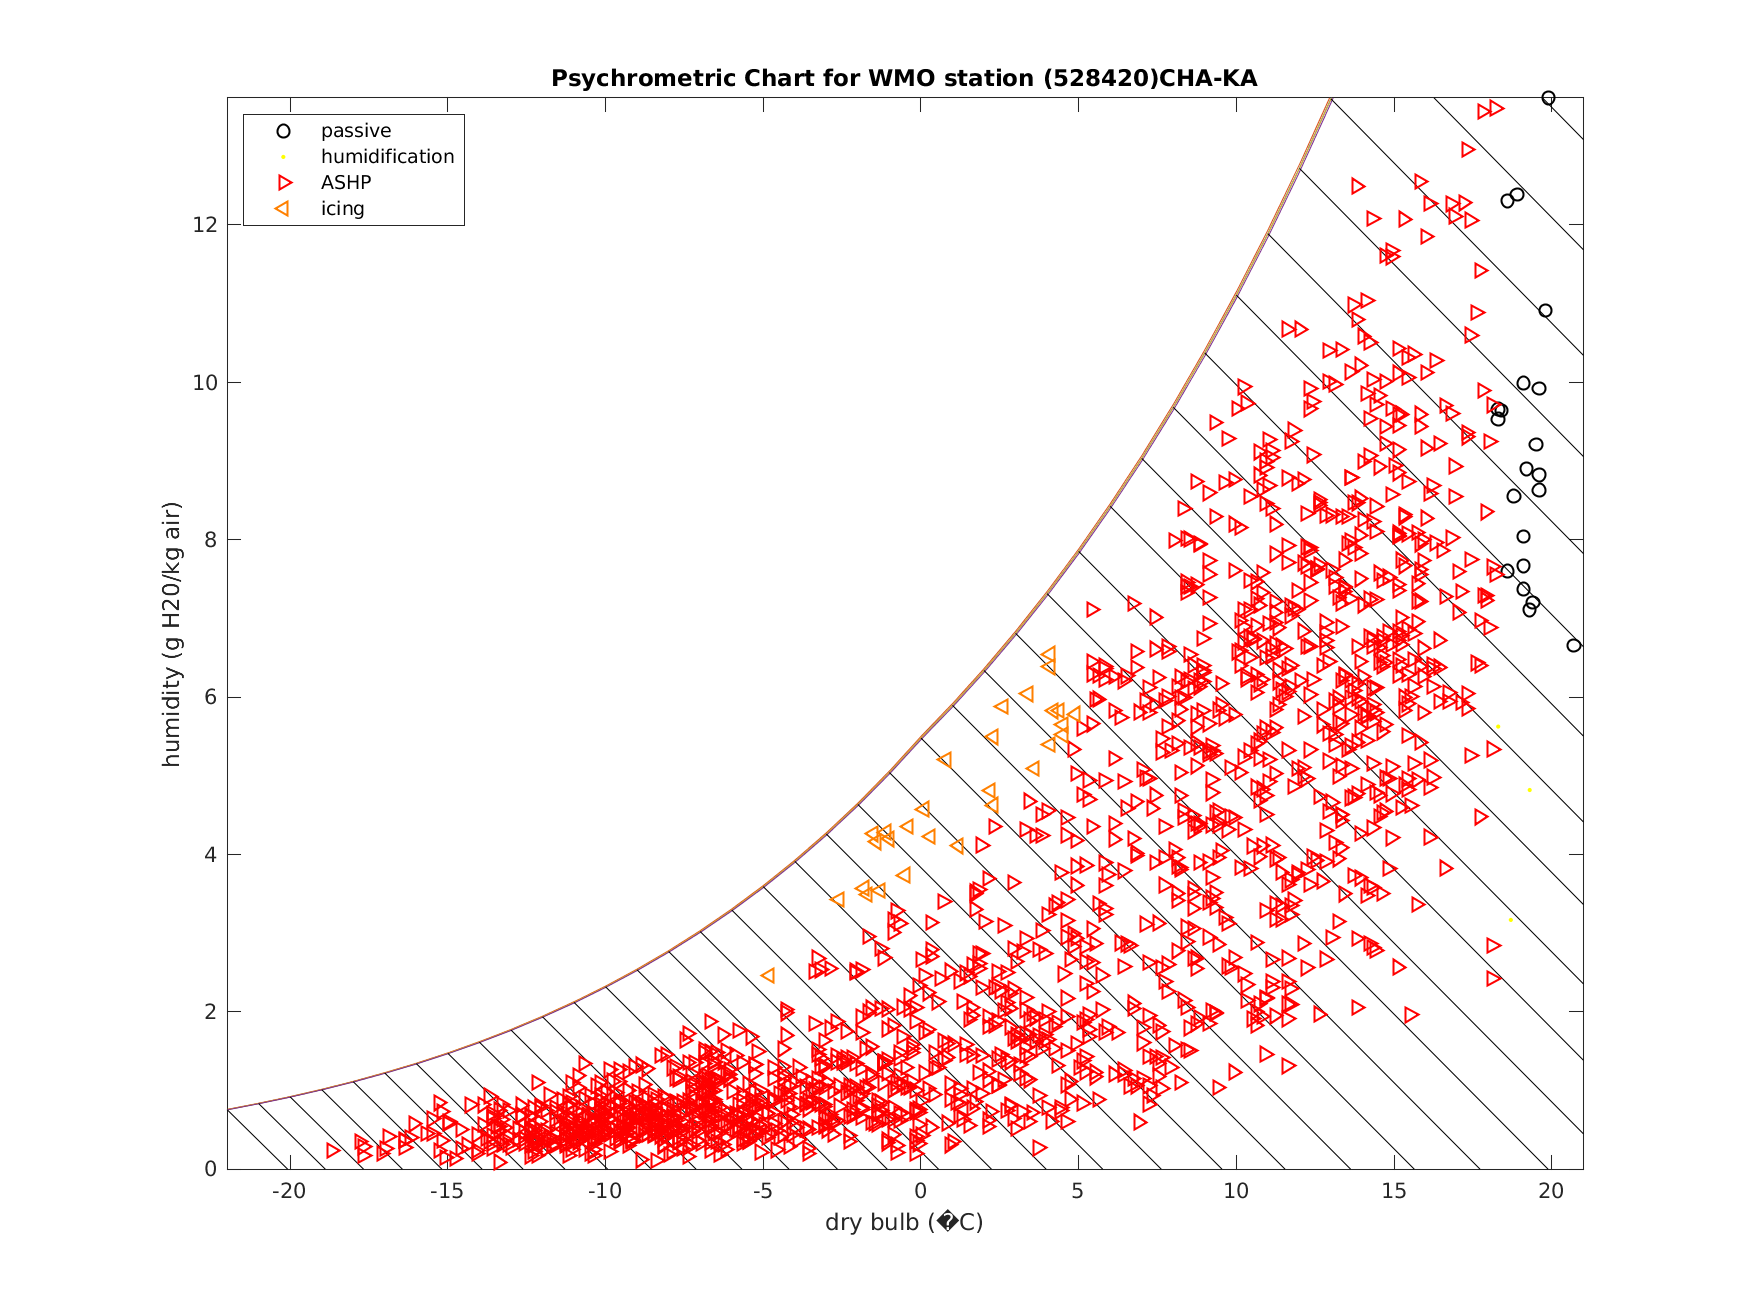 Psychrometric Chart for WMO station (528420)CHA-KA
passive
humidification
ASHP
icing
humidity (g H20/kg air)
12
10
8
6
4
2
0
-20 -15 -10 -5 0 5 10 15 20
dry bulb (�C)